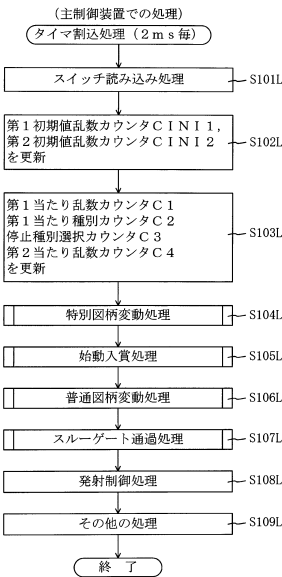 （主制御装置での処理）
タイマ割込処理（２ｍｓ毎）
スイッチ読み込み処理
S101L
第１初期値乱数カウンタＣＩＮＩ１，
第２初期値乱数カウンタＣＩＮＩ２
を更新
S102L
第１当たり乱数カウンタＣ１
第１当たり種別カウンタＣ２
停止種別選択カウンタＣ３
第２当たり乱数カウンタＣ４
を更新
S103L
特別図柄変動処理
S104L
始動入賞処理
S105L
普通図柄変動処理
S106L
スルーゲート通過処理
S107L
発射制御処理
S108L
その他の処理
S109L
終　了